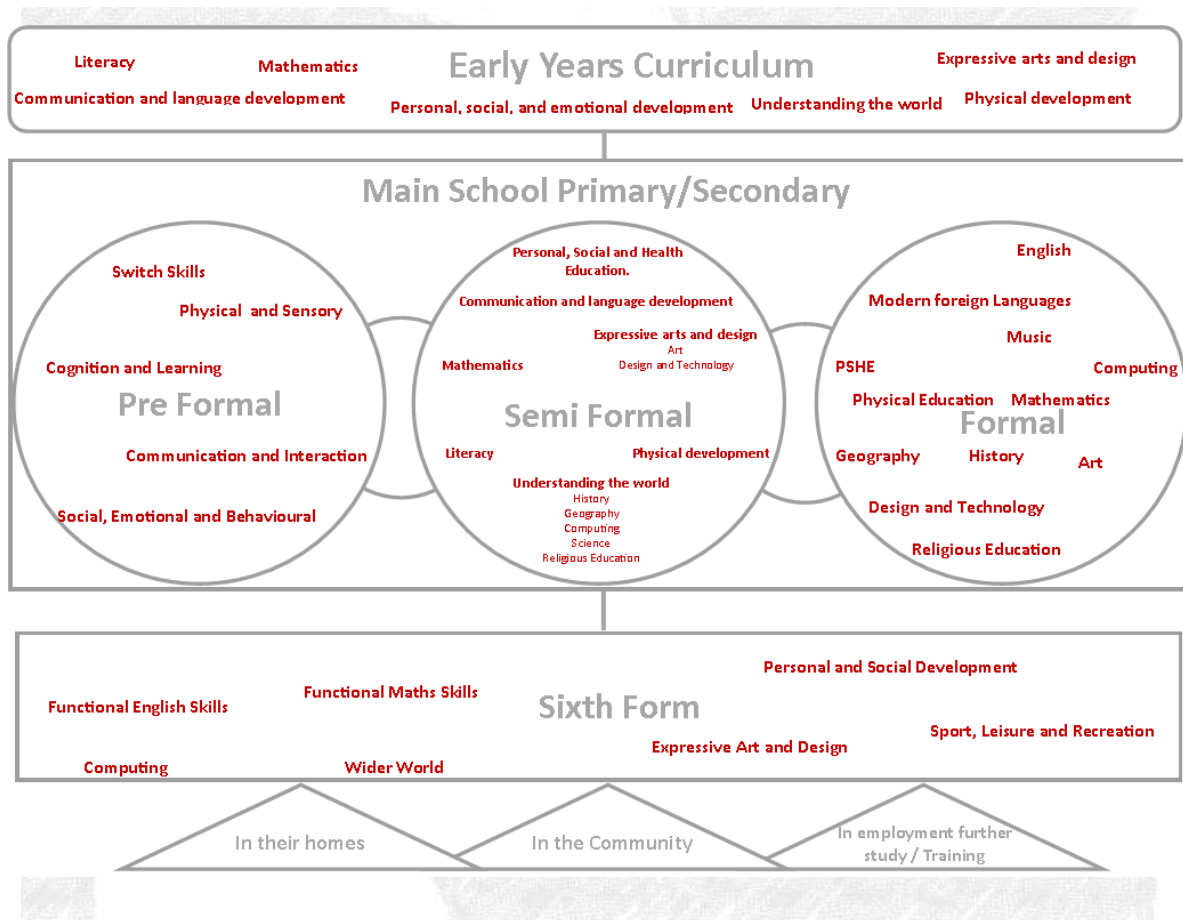 Early Years Curriculum
Literacy
Mathematics
Expressive arts and design
Communication and language development
Personal, social, and emotional development
Understanding the world
Physical development
Main School Primary/Secondary
Switch Skills
Physical and Sensory
Cognition and Learning
Pre Formal
Communication and Interaction
Social, Emotional and Behavioural
Personal, Social and Health
Education.
Communication and language development
Expressive arts and design
Art
Design and Technology
Mathematics
Semi Formal
Literacy
Physical development
Understanding the world
History
Geography
Computing
Science
Religious Education
English
Modern foreign Languages
Music
PSHE
Computing
Physical Education
Mathematics
Formal
Geography
History
Art
Design and Technology
Religious Education
Personal and Social Development
Functional Maths Skills
Functional English Skills
Sixth Form
Sport, Leisure and Recreation
Expressive Art and Design
Computing
Wider World
In their homes
In the Community
In employment further
study / Training